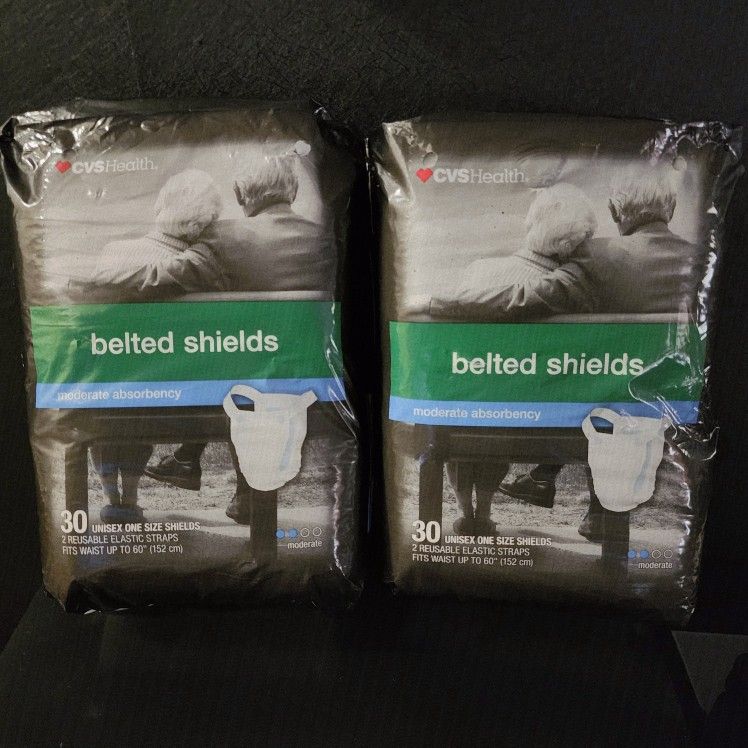 CVSHealth.
belted shields
moderate absorbency
30 UNISEX ONE SIZE SHIELDS
2 REUSABLE ELASTIC STRAPS
FITS WAIST UP TO 60" (152 cm)
moderate
CVSHealth.
belted shields
moderate absorbency
30 UNISEX ONE SIZE SHIELDS
2 REUSABLE ELASTIC STRAPS
FITS WAIST UP TO 60" (152 cm)
moderate